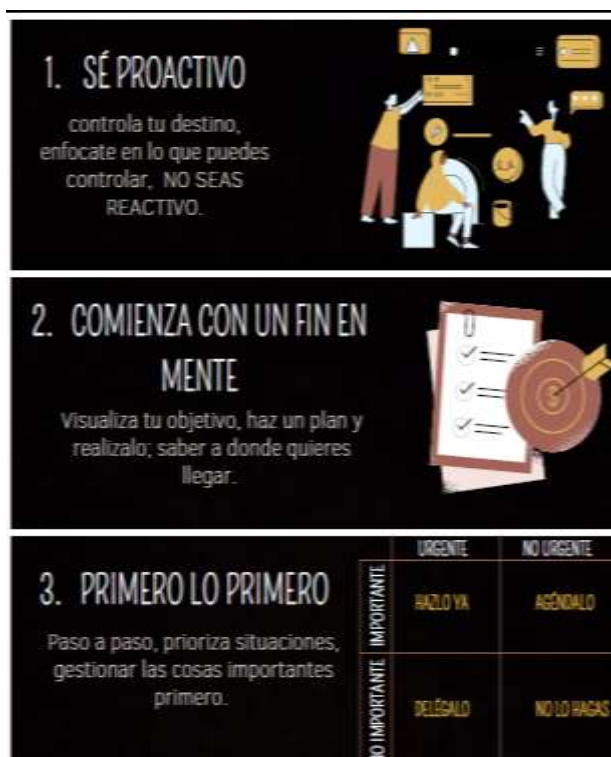 1. SÉ PROACTIVO
controla tu destino,
enfocate en lo que puedes
controlar, NO SEAS
REACTIVO.
2. COMIENZA CON UN FIN EN
MENTE
Visualiza tu objetivo, haz un plan y
realizalo; saber a donde quieres
llegar.
3. PRIMERO LO PRIMERO
Paso a paso, prioriza situaciones,
gestionar las cosas importantes
primero.
URGENTE NO URGENTE
IMPORTANTE
HAZLO YA AGÉNDALO
NO IMPORTANTE
DELÉGALO NO LO HAGAS